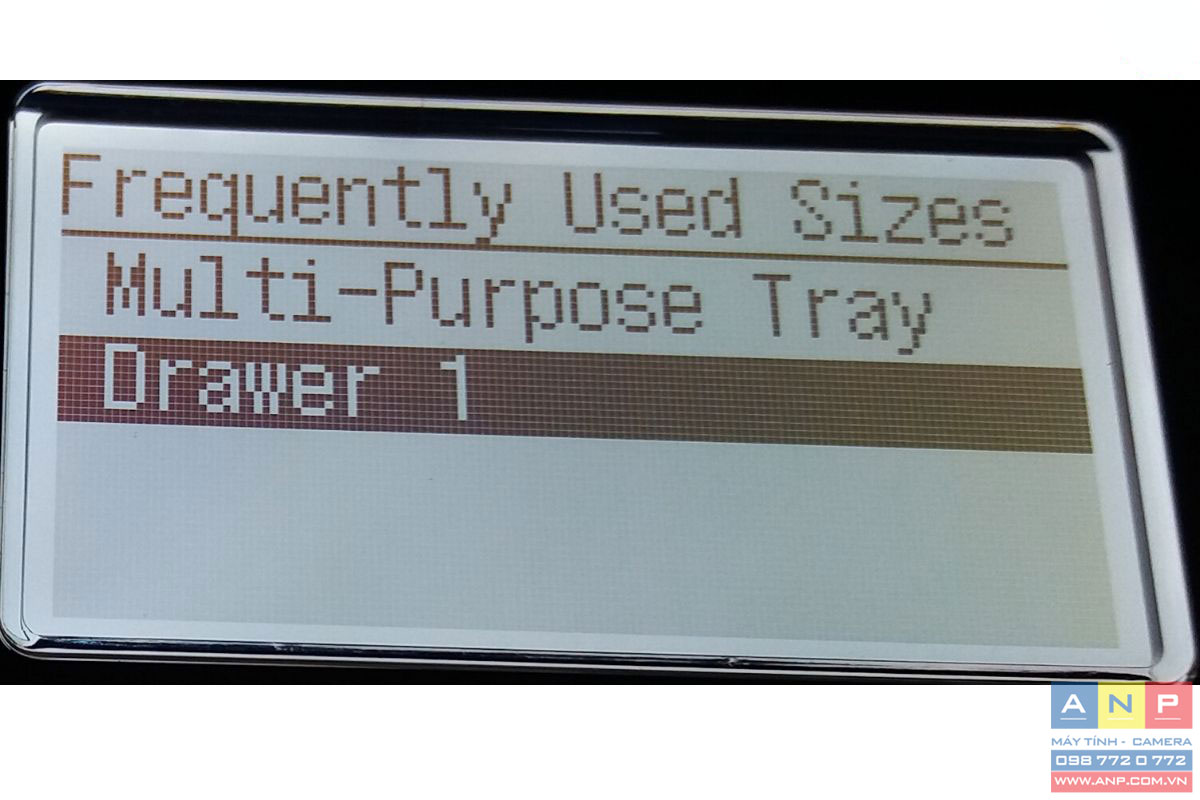 Frequently Used Sizes
Multi-Purpose Tray
Drawer 1
A N P
MÁY TÍNH - CAMERA
098 772 0 772
WWW.ANP.COM.VN